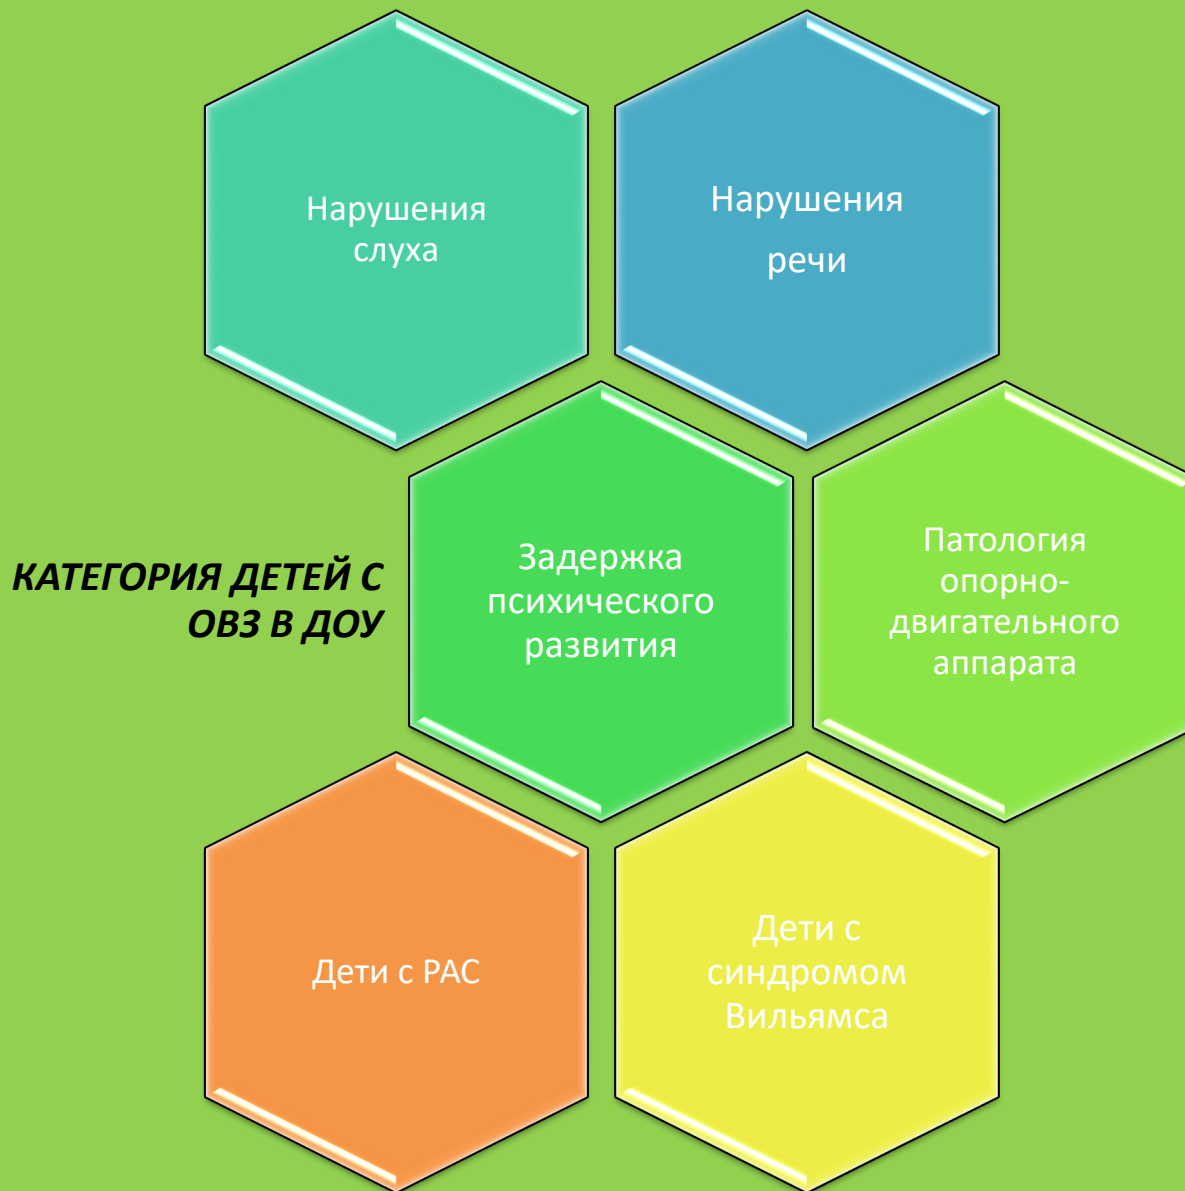 Нарушения
слуха
Нарушения
речи
КАТЕГОРИЯ ДЕТЕЙ С
ОВЗ В ДОУ
Задержка
психического
развития
Патология
опорно-
двигательного
аппарата
Дети с РАС
Дети с
синдромом
Вильямса